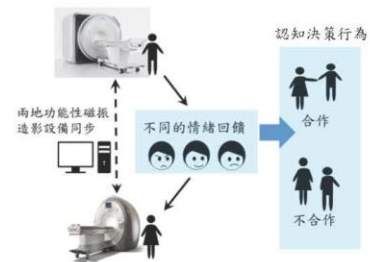 認知決策行為
兩地功能性磁振
造影設備同步
不同的情緒回饋
合作
不合作